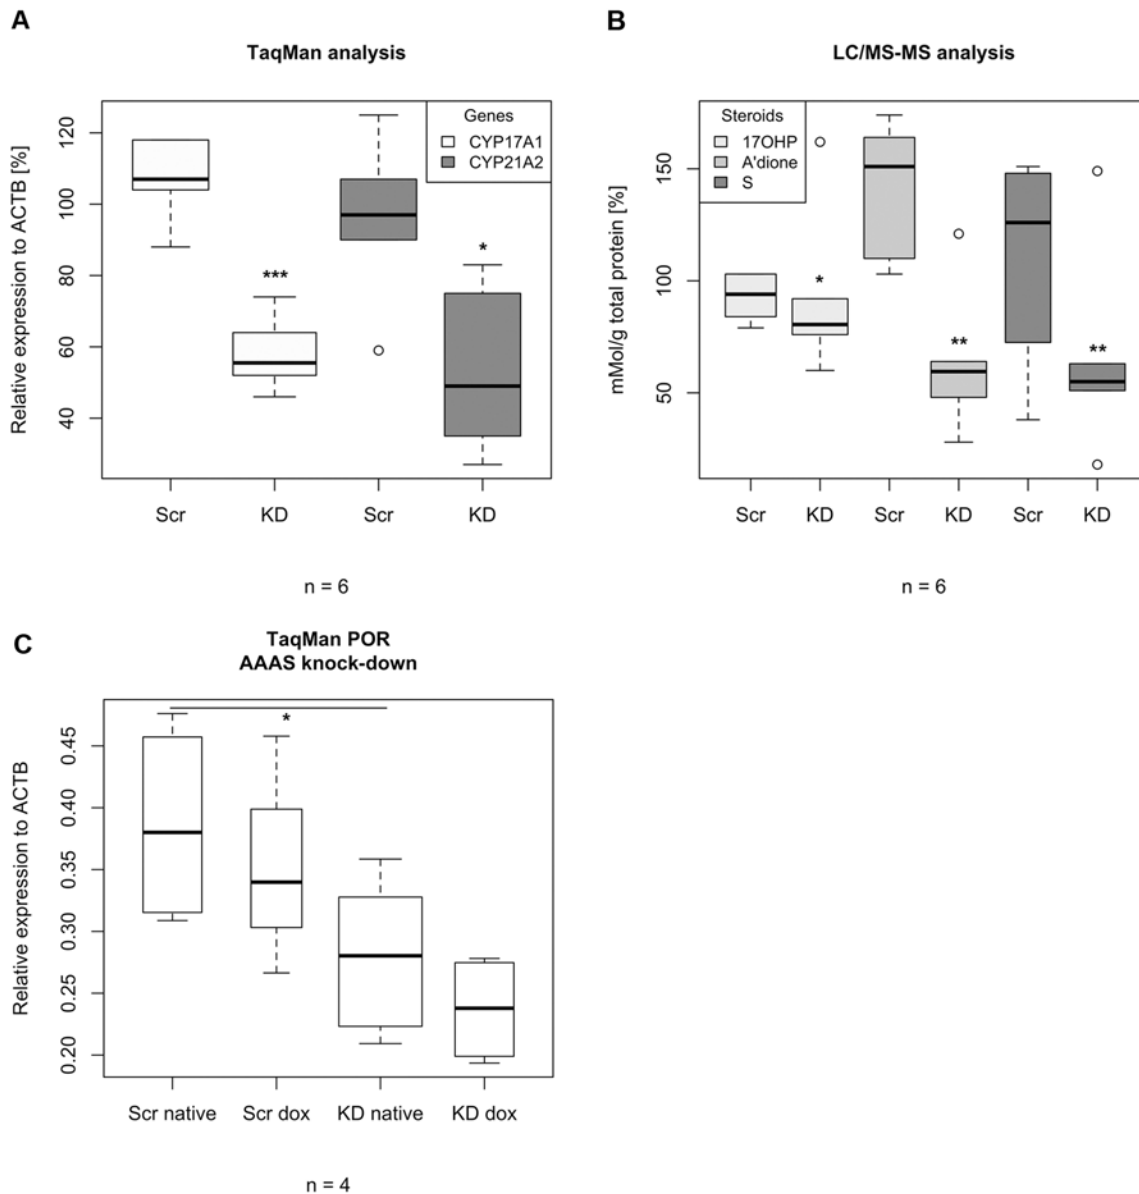 A
TaqMan analysis
Relative expression to ACTB [%]
120
100
80
60
40
Genes
CYP17A1
CYP21A2
***
*
Scr
KD
Scr
KD
n = 6
B
LC/MS-MS analysis
mMol/g total protein [%]
150
100
50
Steroids
17OHP
A'dione
S
*
**
**
Scr
KD
Scr
KD
Scr
KD
n = 6
C
TaqMan POR
AAAS knock-down
Relative expression to ACTB
0.45
0.40
0.35
0.30
0.25
0.20
*
Scr native
Scr dox
KD native
KD dox
n = 4